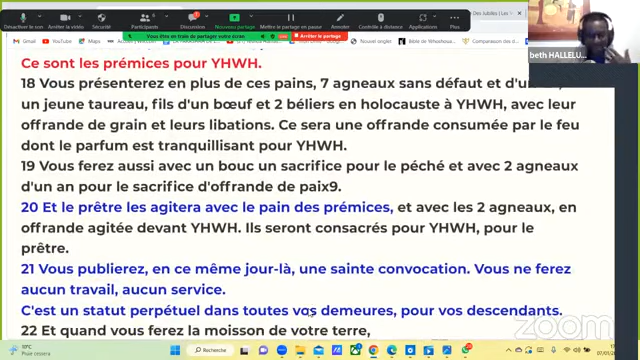 Désactiver le son
Participants
Discussions
Nouveau partage
Mettre le partage en pause
Annoter
Contrôle à distance
Applications
Plus
Vous êtes en train de partager votre écran
Arrêter le partage
Gmail
YouTube
Maps
beth HALLELU...
Ce sont les prémices pour YHWH.
18 Vous présenterez en plus de ces pains, 7 agneaux sans défaut et d'un
un jeune taureau, fils d'un bœuf et 2 béliers en holocauste à YHWH, avec leur
offrande de grain et leurs libations. Ce sera une offrande consumée par le feu
dont le parfum est tranquillisant pour YHWH.
19 Vous ferez aussi avec un bouc un sacrifice pour le péché et avec 2 agneaux
d'un an pour le sacrifice d'offrande de paix9.
20 Et le prêtre les agitera avec le pain des prémices, et avec les 2 agneaux, en
offrande agitée devant YHWH. Ils seront consacrés pour YHWH, pour le
prêtre.
21 Vous publierez, en ce même jour-là, une sainte convocation. Vous ne ferez
aucun travail, aucun service.
C'est un statut perpétuel dans toutes vos demeures, pour vos descendants.
22 Et quand vous ferez la moisson de votre terre,
zoom
10°C
Pluie cessera
Recherche